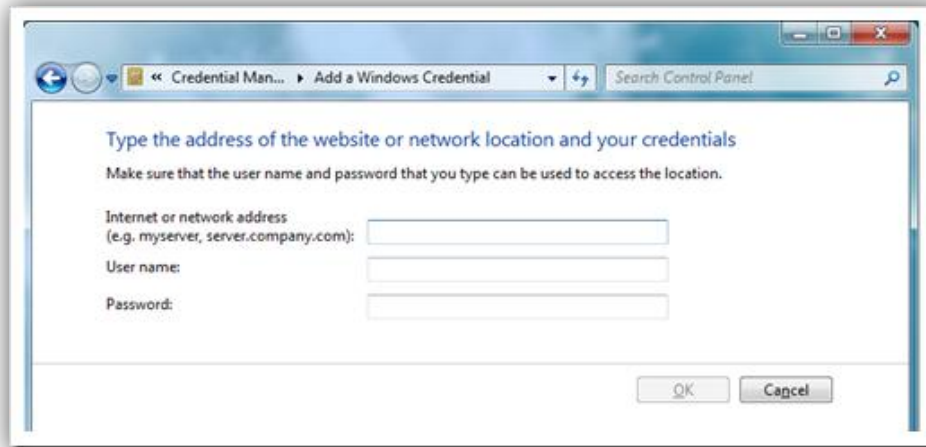 « Credential Man... ▸ Add a Windows Credential
Search Control Panel
Type the address of the website or network location and your credentials
Make sure that the user name and password that you type can be used to access the location.
Internet or network address
(e.g. myserver, server.company.com):
User name:
Password:
OK
Cancel